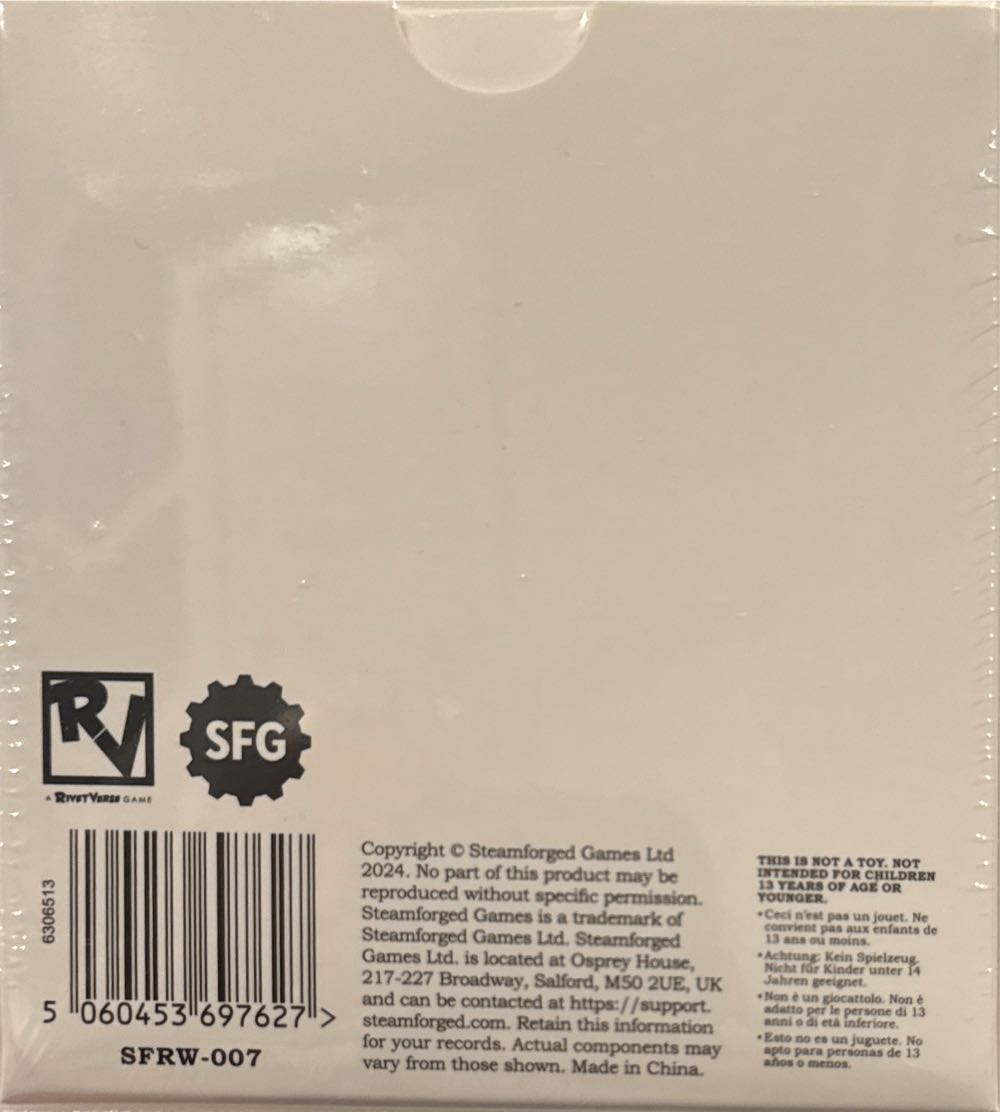 RV
A RIVETVERSE GAME
SFG
6306513
5 060453 697627 >
SFRW-007
Copyright © Steamforged Games Ltd
2024. No part of this product may be
reproduced without specific permission.
Steamforged Games is a trademark of
Steamforged Games Ltd. Steamforged
Games Ltd. is located at Osprey House,
217-227 Broadway, Salford, M50 2UE, UK
and can be contacted at https://support.
steamforged.com. Retain this information
for your records. Actual components may
vary from those shown. Made in China.
THIS IS NOT A TOY. NOT
INTENDED FOR CHILDREN
13 YEARS OF AGE OR
YOUNGER.
•Ceci n'est pas un jouet. Ne
convient pas aux enfants de
13 ans ou moins.
•Achtung: Kein Spielzeug.
Nicht für Kinder unter 14
Jahren geeignet.
•Non è un giocattolo. Non è
adatto per le persone di 13
anni o di età inferiore.
•Esto no es un juguete. No
apto para personas de 13
años o menos.